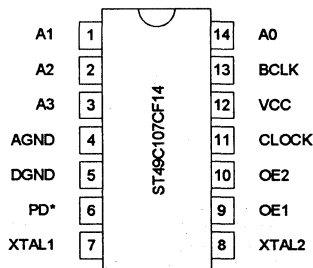 A1 1 14 A0
A2 2 13 BCLK
A3 3 12 VCC
AGND 4 11 CLOCK
DGND 5 10 OE2
PD* 6 9 OE1
XTAL1 7 8 XTAL2
ST49C107CF14